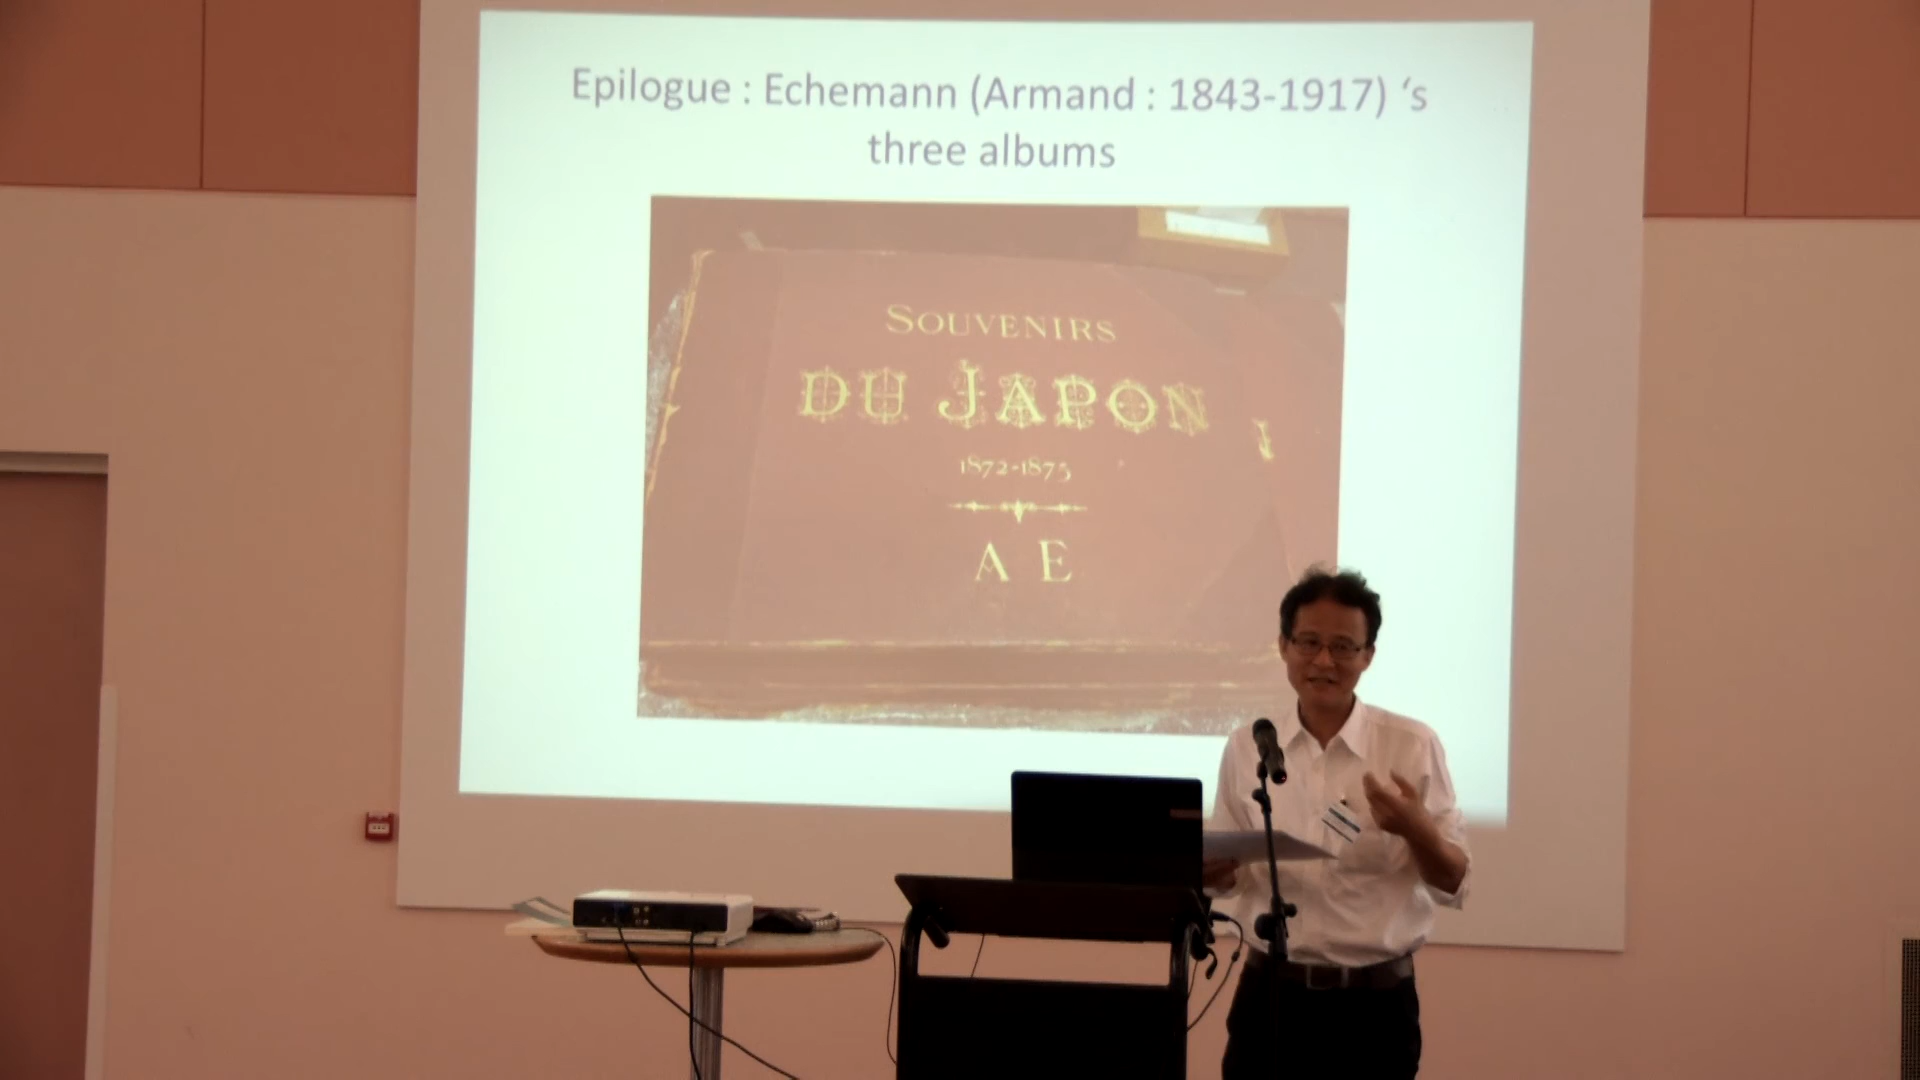 Epilogue : Echemann (Armand : 1843-1917) ‘s
three albums
SOUVENIRS
DU JAPON
1872-1875
A E